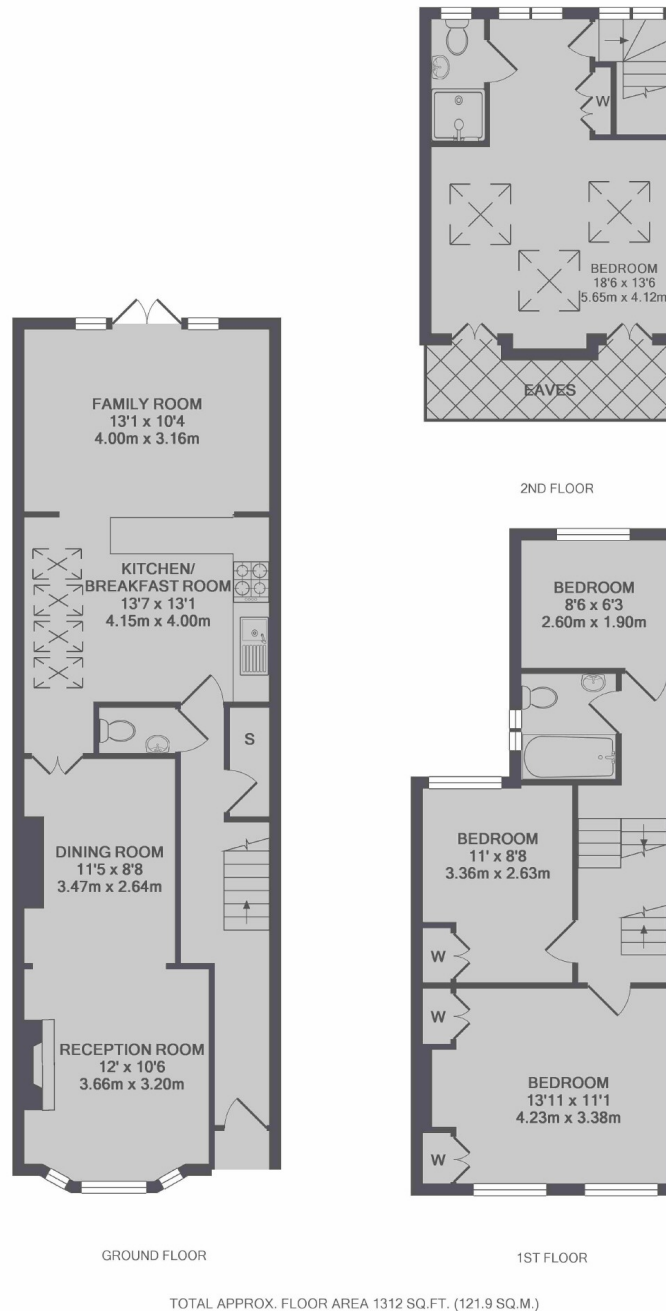 W
BEDROOM
18'6 x 13'6
5.65m x 4.12m
EAVES
2ND FLOOR
FAMILY ROOM
13'1 x 10'4
4.00m x 3.16m
KITCHEN/
BREAKFAST ROOM
13'7 x 13'1
4.15m x 4.00m
S
DINING ROOM
11'5 x 8'8
3.47m x 2.64m
RECEPTION ROOM
12' x 10'6
3.66m x 3.20m
GROUND FLOOR
BEDROOM
8'6 x 6'3
2.60m x 1.90m
BEDROOM
11' x 8'8
3.36m x 2.63m
W
W
BEDROOM
13'11 x 11'1
4.23m x 3.38m
W
1ST FLOOR
TOTAL APPROX. FLOOR AREA 1312 SQ.FT. (121.9 SQ.M.)